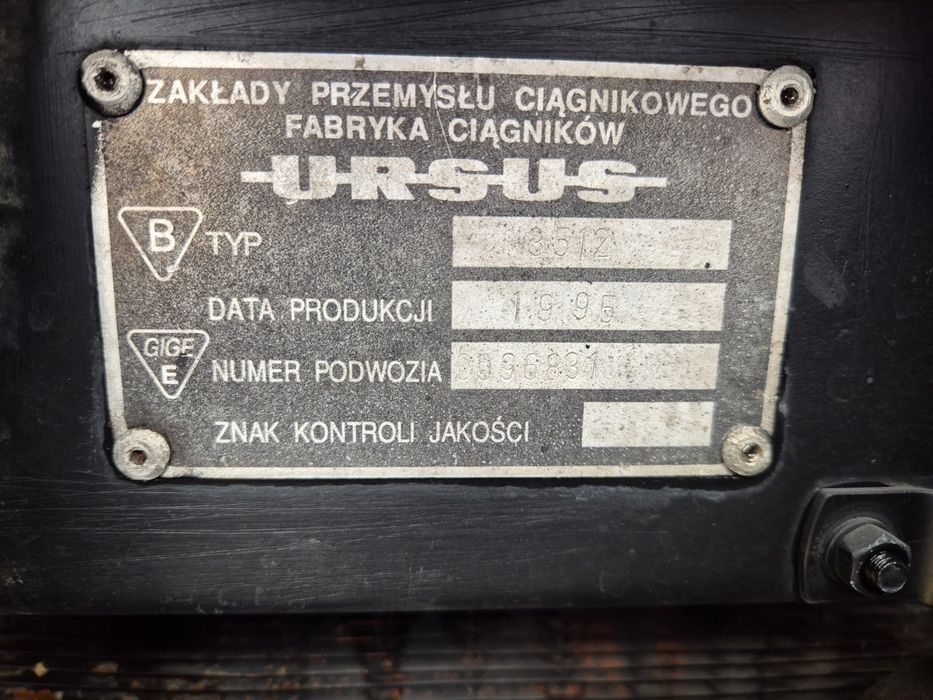 ZAKŁADY PRZEMYSŁU CIĄGNIKOWEGO
FABRYKA CIĄGNIKÓW
URSUS
B TYP 3512
DATA PRODUKCJI 1995
GIGE
E NUMER PODWOZIA
ZNAK KONTROLI JAKOŚCI